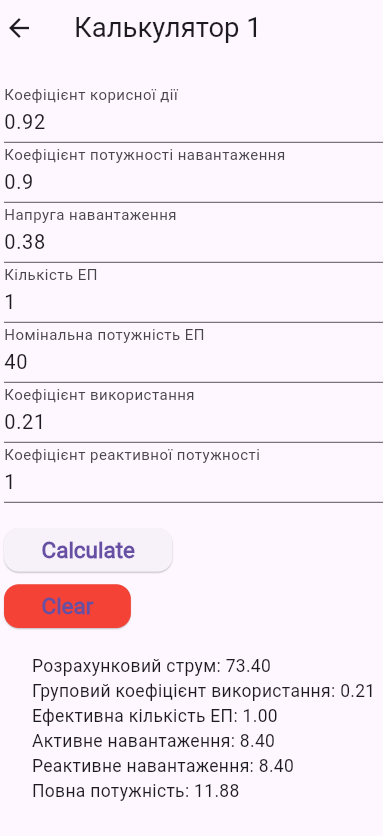 Калькулятор 1
Коефіцієнт корисної дії
0.92
Коефіцієнт потужності навантаження
0.9
Напруга навантаження
0.38
Кількість ЕП
1
Номінальна потужність ЕП
40
Коефіцієнт використання
0.21
Коефіцієнт реактивної потужності
1
Calculate
Clear
Розрахунковий струм: 73.40
Груповий коефіцієнт використання: 0.21
Ефективна кількість ЕП: 1.00
Активне навантаження: 8.40
Реактивне навантаження: 8.40
Повна потужність: 11.88